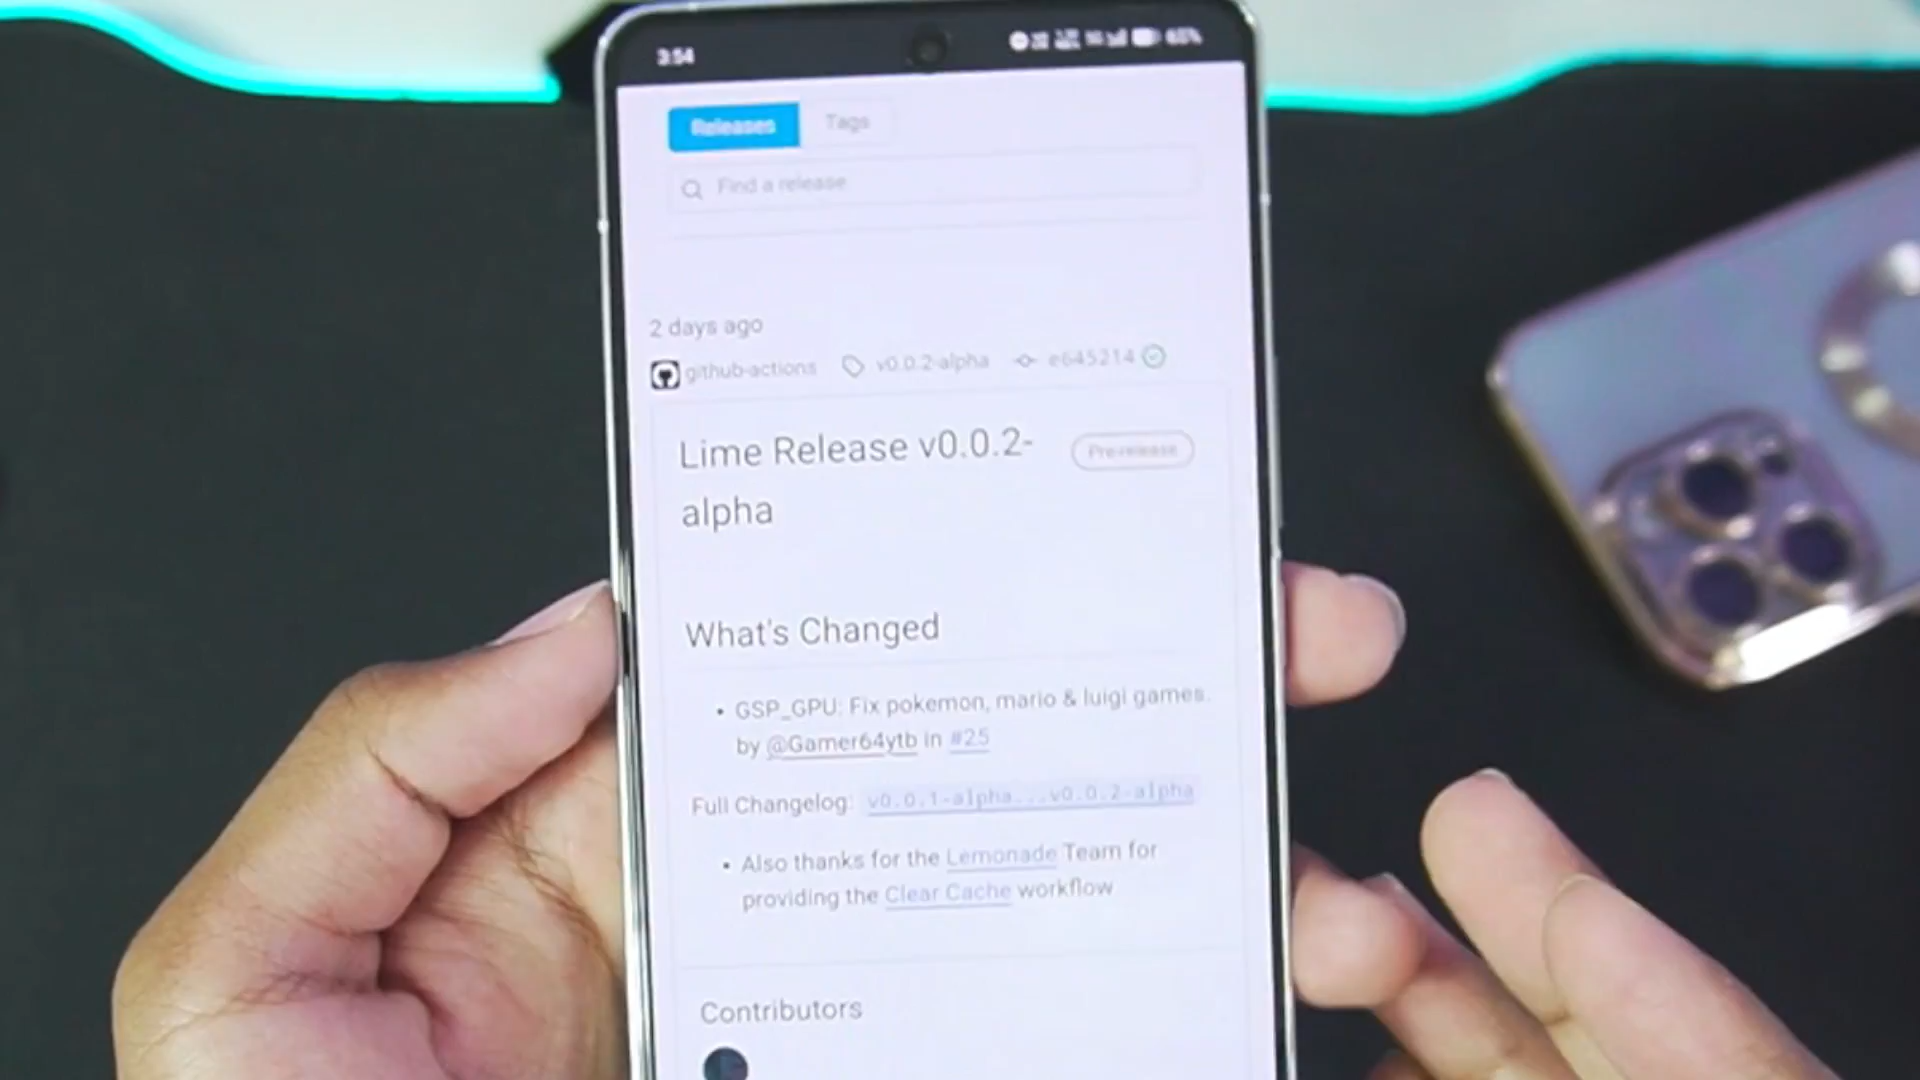 3:54
Releases Tags
Find a release
2 days ago
github-actions v0.0.2-alpha e645214
Lime Release v0.0.2-
alpha
Pre-release
What's Changed
• GSP_GPU: Fix pokemon, mario & luigi games.
by @Gamer64ytb in #25
Full Changelog: v0.0.1-alpha...v0.0.2-alpha
• Also thanks for the Lemonade Team for
providing the Clear Cache workflow
Contributors